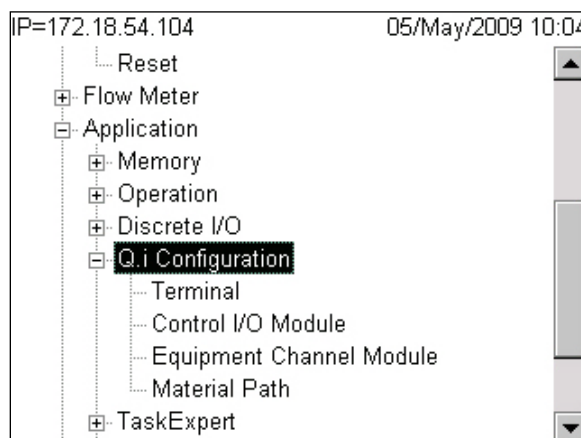 IP=172.18.54.104 05/May/2009 10:04
Reset
Flow Meter
Application
Memory
Operation
Discrete I/O
Q.i Configuration
Terminal
Control I/O Module
Equipment Channel Module
Material Path
TaskExpert